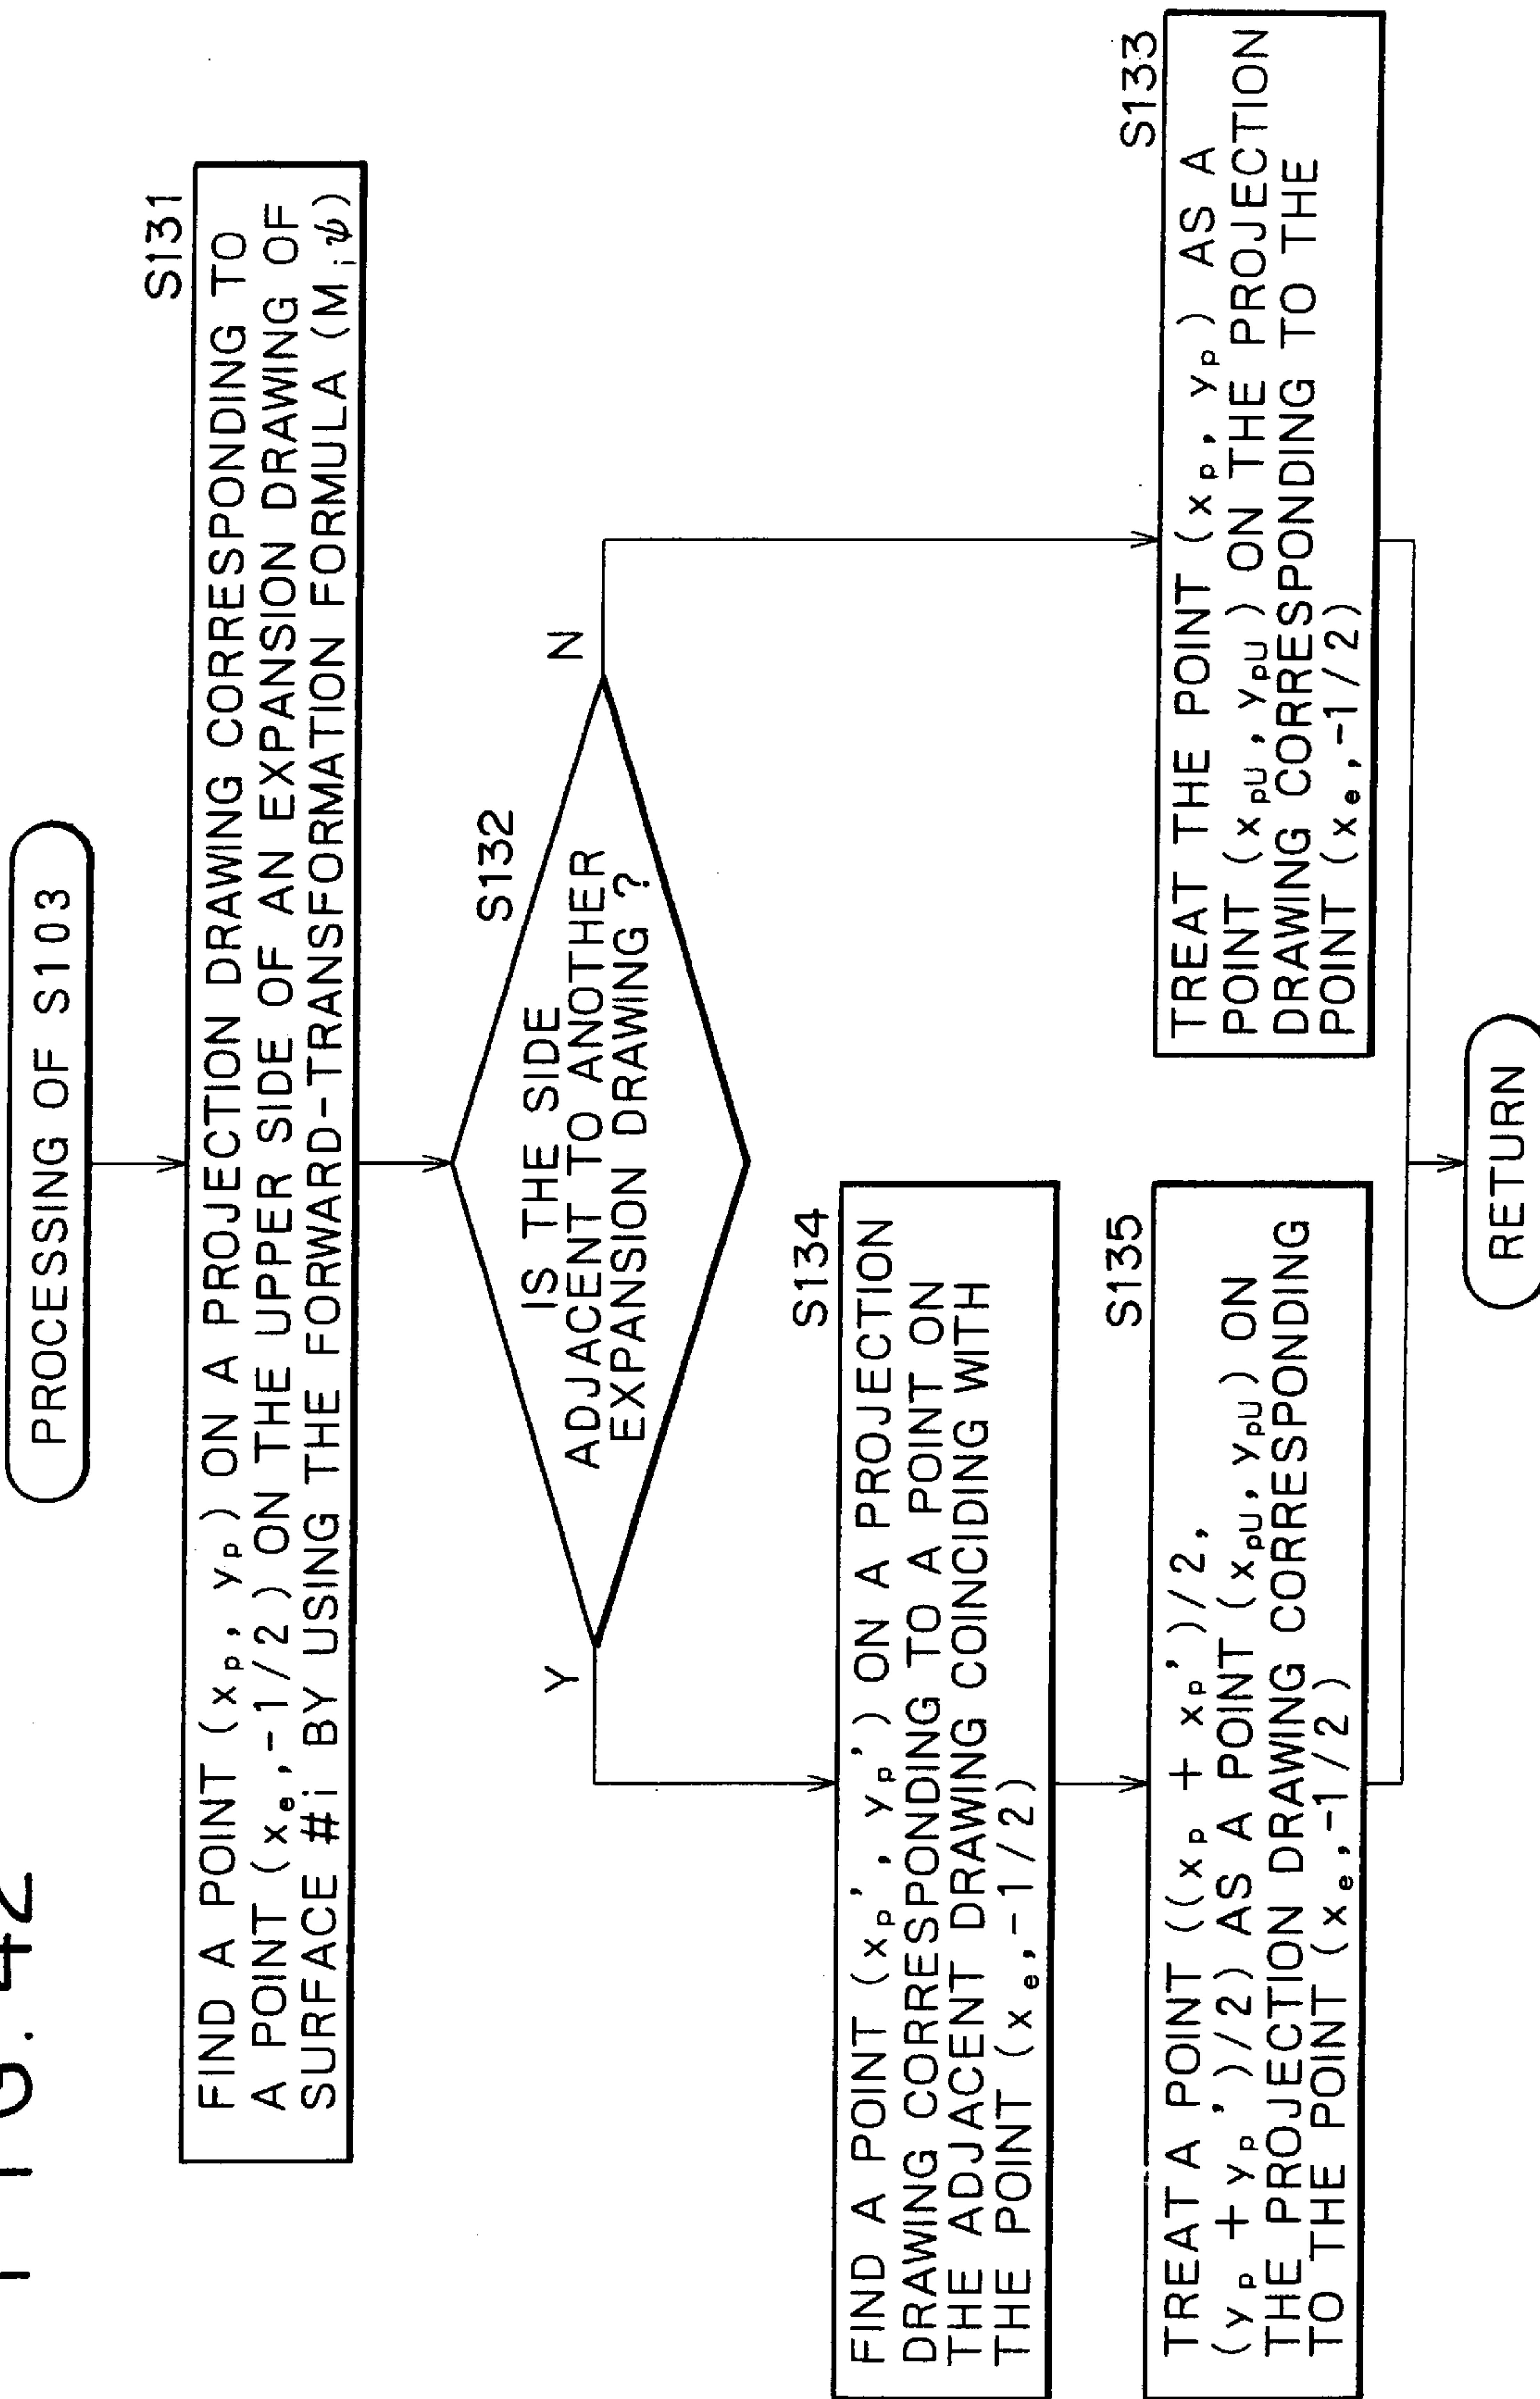 FIG. 42
PROCESSING OF S103
S131
FIND A POINT (xp, yp) ON A PROJECTION DRAWING CORRESPONDING TO
A POINT (xe, -1/2) ON THE UPPER SIDE OF AN EXPANSION DRAWING OF
SURFACE #i BY USING THE FORWARD-TRANSFORMATION FORMULA (Miψ)
S132
IS THE SIDE
ADJACENT TO ANOTHER
EXPANSION DRAWING ?
Y
N
S134
FIND A POINT (xp', yp') ON A PROJECTION
DRAWING CORRESPONDING TO A POINT ON
THE ADJACENT DRAWING COINCIDING WITH
THE POINT (xe, -1/2)
S135
TREAT A POINT ((xp + xp')/2,
(yp + yp')/2) AS A POINT (xpU, ypU) ON
THE PROJECTION DRAWING CORRESPONDING
TO THE POINT (xe, -1/2)
S133
TREAT THE POINT (xp, yp) AS A
POINT (xpU, ypU) ON THE PROJECTION
DRAWING CORRESPONDING TO THE
POINT (xe, -1/2)
RETURN